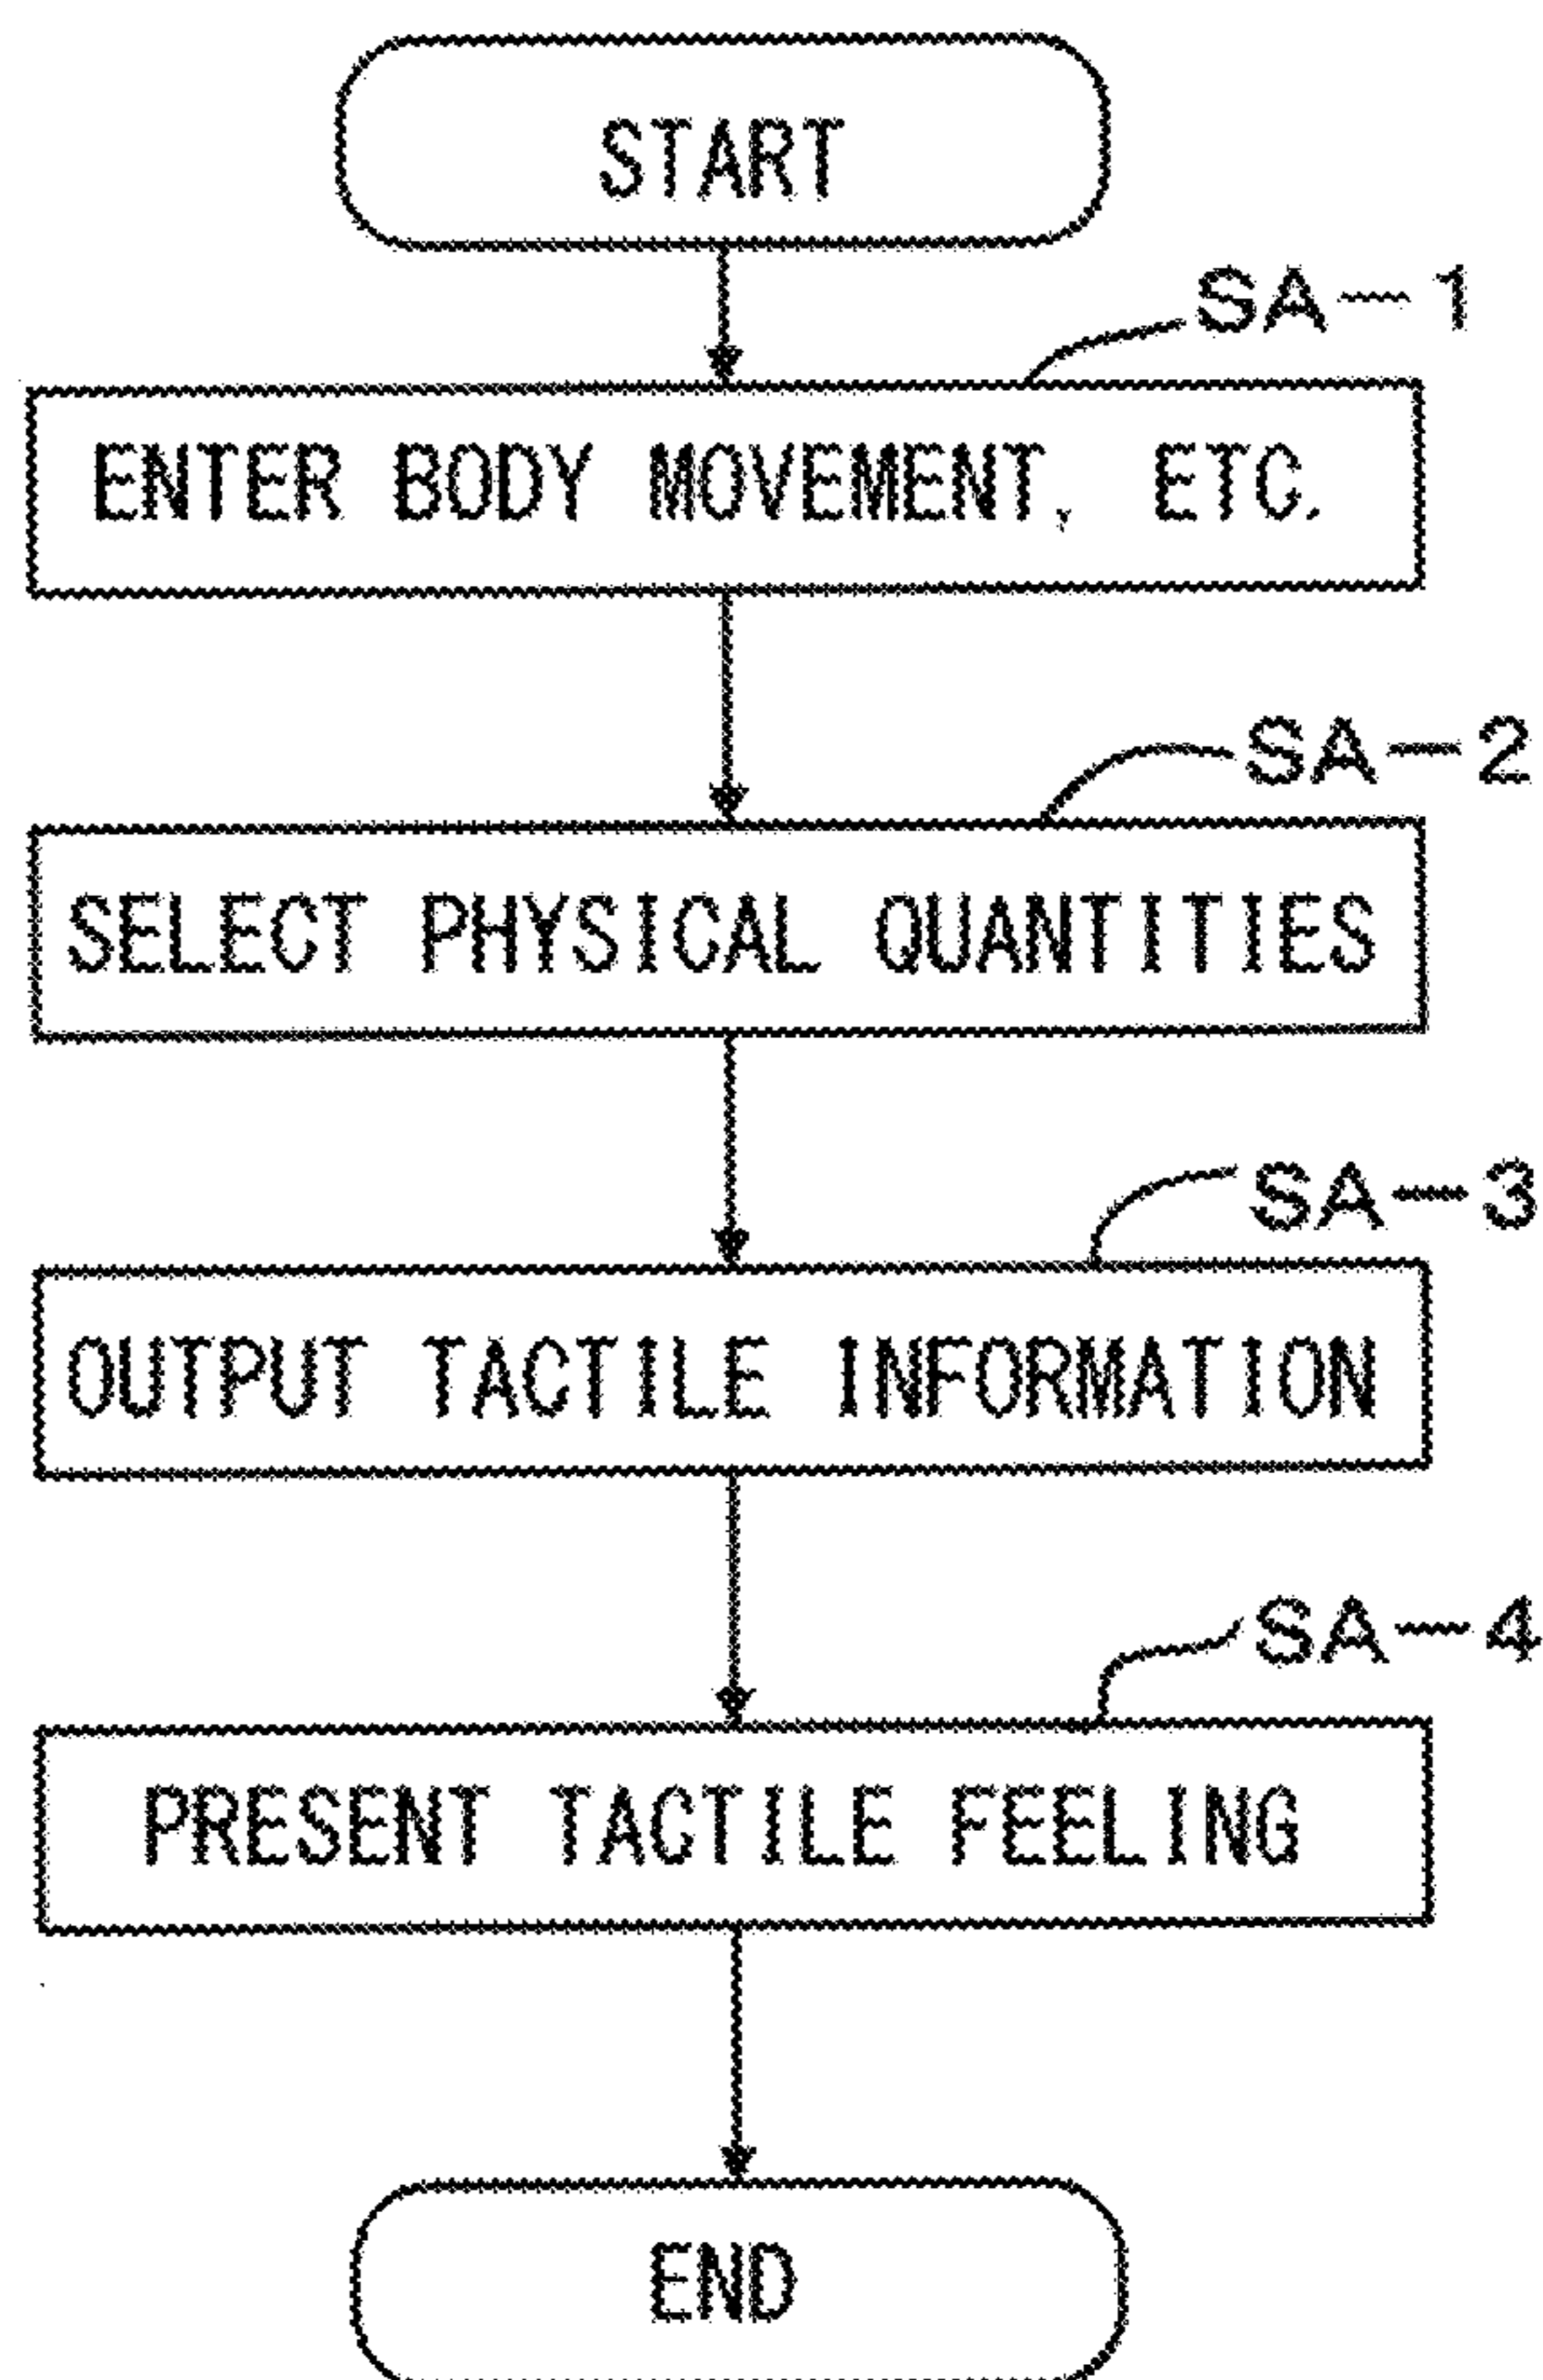 START
SA-1
ENTER BODY MOVEMENT, ETC.
SA-2
SELECT PHYSICAL QUANTITIES
SA-3
OUTPUT TACTILE INFORMATION
SA-4
PRESENT TACTILE FEELING
END